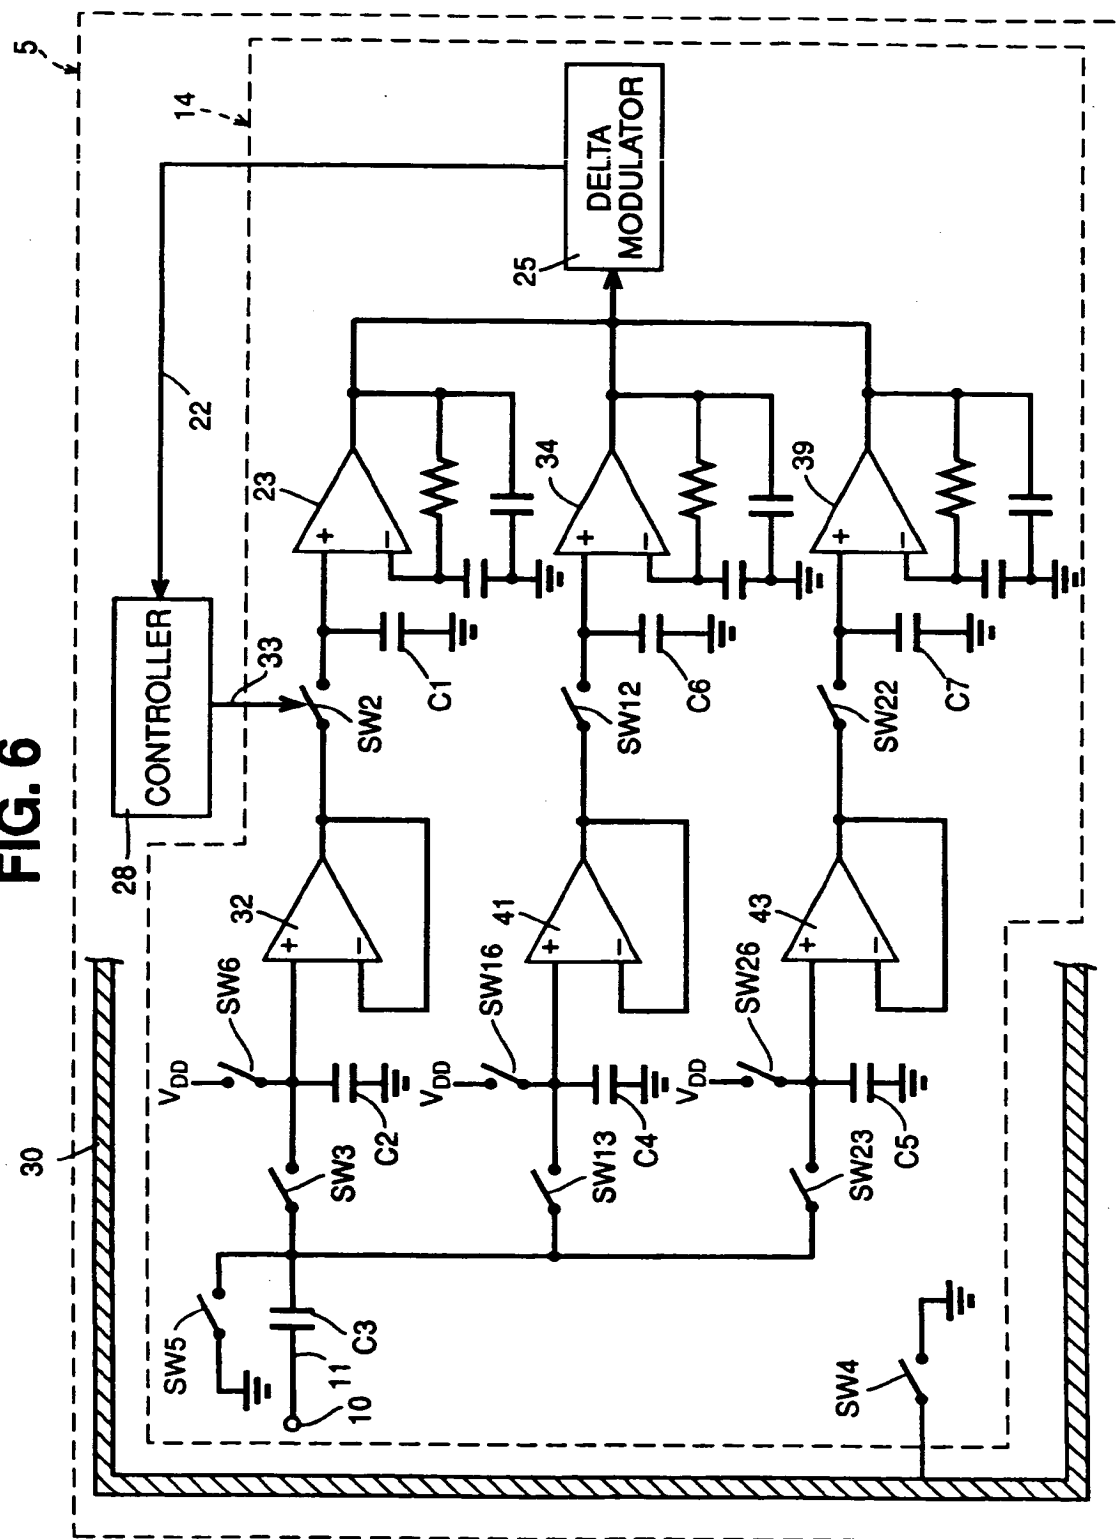 FIG. 6
5
14
30
28
CONTROLLER
22
33
25
DELTA
MODULATOR
SW5
10
11
C3
SW3
VDD
SW6
C2
32
+
−
SW2
C1
23
+
−
SW13
VDD
SW16
C4
41
+
−
SW12
C6
34
+
−
SW23
VDD
SW26
C5
43
+
−
SW22
C7
39
+
−
SW4